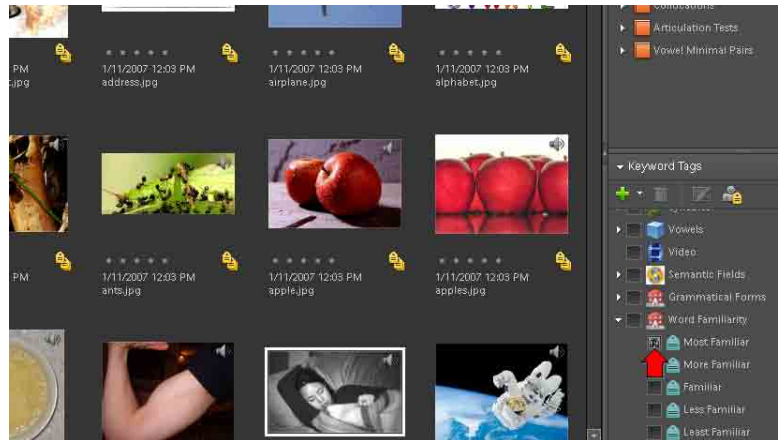 Collocations
Articulation Tests
Vowel Minimal Pairs
PM
t.jpg
1/11/2007 12:03 PM
address.jpg
1/11/2007 12:03 PM
airplane.jpg
1/11/2007 12:03 PM
alphabet.jpg
Keyword Tags
Vowels
Video
Semantic Fields
Grammatical Forms
Word Familiarity
Most Familiar
More Familiar
Familiar
Less Familiar
Least Familiar
PM
1/11/2007 12:03 PM
ants.jpg
1/11/2007 12:03 PM
apple.jpg
1/11/2007 12:03 PM
apples.jpg